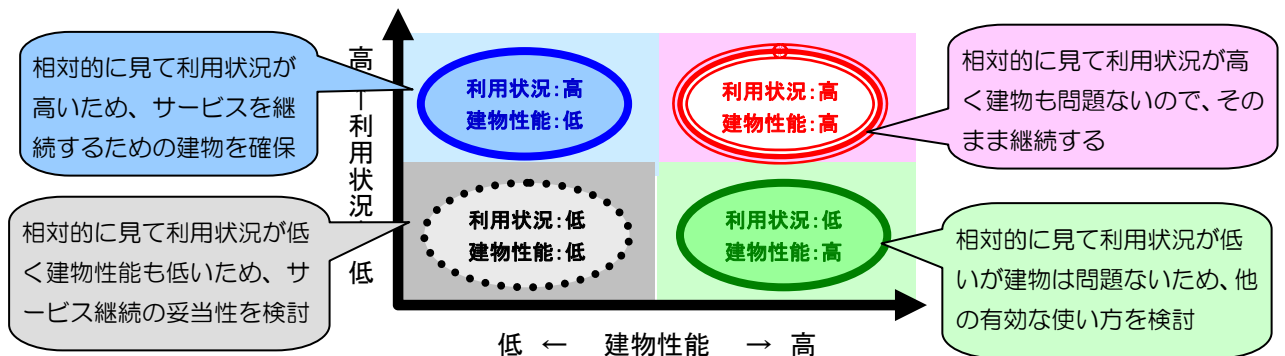 相対的に見て利用状況が
高いため、サービスを継
続するための建物を確保
相対的に見て利用状況が低
く建物性能も低いため、サ
ービス継続の妥当性を検討
高
利用状況
低
利用状況：高
建物性能：低
利用状況：高
建物性能：高
利用状況：低
建物性能：低
利用状況：低
建物性能：高
相対的に見て利用状況が高
く建物も問題ないので、その
まま継続する
相対的に見て利用状況が低
いが建物は問題ないため、他
の有効な使い方を検討
低 ← 建物性能 → 高